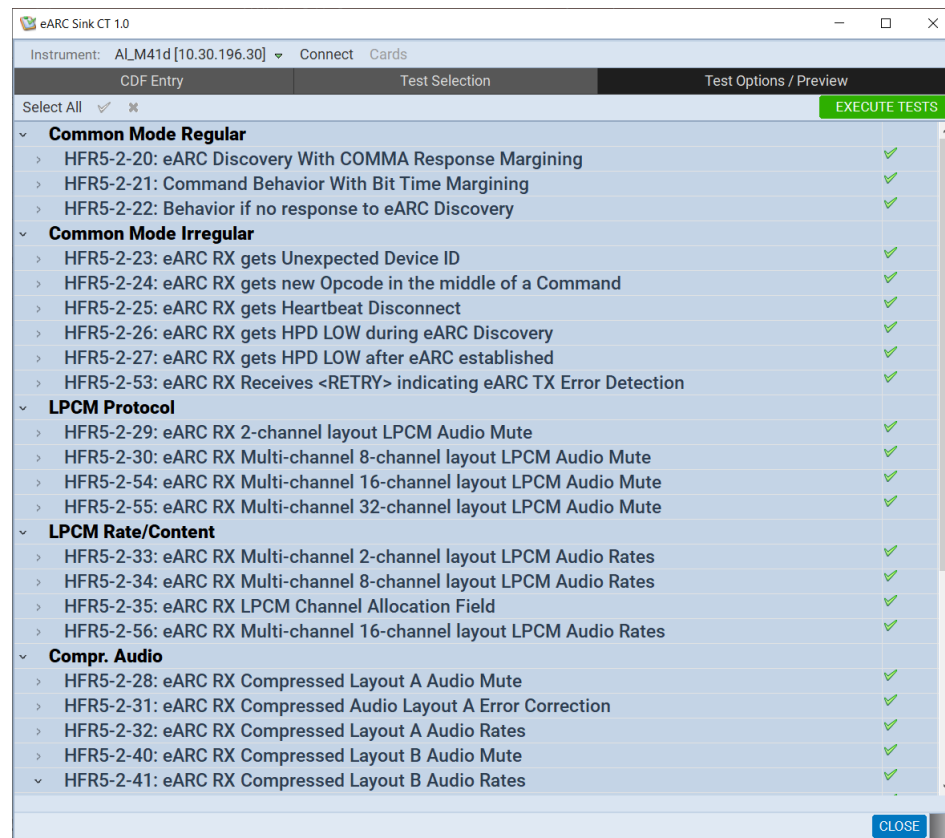 eARC Sink CT 1.0
Instrument: Al_M41d [10.30.196.30] Connect Cards
CDF Entry Test Selection Test Options / Preview
Select All EXECUTE TESTS
Common Mode Regular
HFR5-2-20: eARC Discovery With COMMA Response Margining
HFR5-2-21: Command Behavior With Bit Time Margining
HFR5-2-22: Behavior if no response to eARC Discovery
Common Mode Irregular
HFR5-2-23: eARC RX gets Unexpected Device ID
HFR5-2-24: eARC RX gets new Opcode in the middle of a Command
HFR5-2-25: eARC RX gets Heartbeat Disconnect
HFR5-2-26: eARC RX gets HPD LOW during eARC Discovery
HFR5-2-27: eARC RX gets HPD LOW after eARC established
HFR5-2-53: eARC RX Receives <RETRY> indicating eARC TX Error Detection
LPCM Protocol
HFR5-2-29: eARC RX 2-channel layout LPCM Audio Mute
HFR5-2-30: eARC RX Multi-channel 8-channel layout LPCM Audio Mute
HFR5-2-54: eARC RX Multi-channel 16-channel layout LPCM Audio Mute
HFR5-2-55: eARC RX Multi-channel 32-channel layout LPCM Audio Mute
LPCM Rate/Content
HFR5-2-33: eARC RX Multi-channel 2-channel layout LPCM Audio Rates
HFR5-2-34: eARC RX Multi-channel 8-channel layout LPCM Audio Rates
HFR5-2-35: eARC RX LPCM Channel Allocation Field
HFR5-2-56: eARC RX Multi-channel 16-channel layout LPCM Audio Rates
Compr. Audio
HFR5-2-28: eARC RX Compressed Layout A Audio Mute
HFR5-2-31: eARC RX Compressed Audio Layout A Error Correction
HFR5-2-32: eARC RX Compressed Layout A Audio Rates
HFR5-2-40: eARC RX Compressed Layout B Audio Mute
HFR5-2-41: eARC RX Compressed Layout B Audio Rates
CLOSE